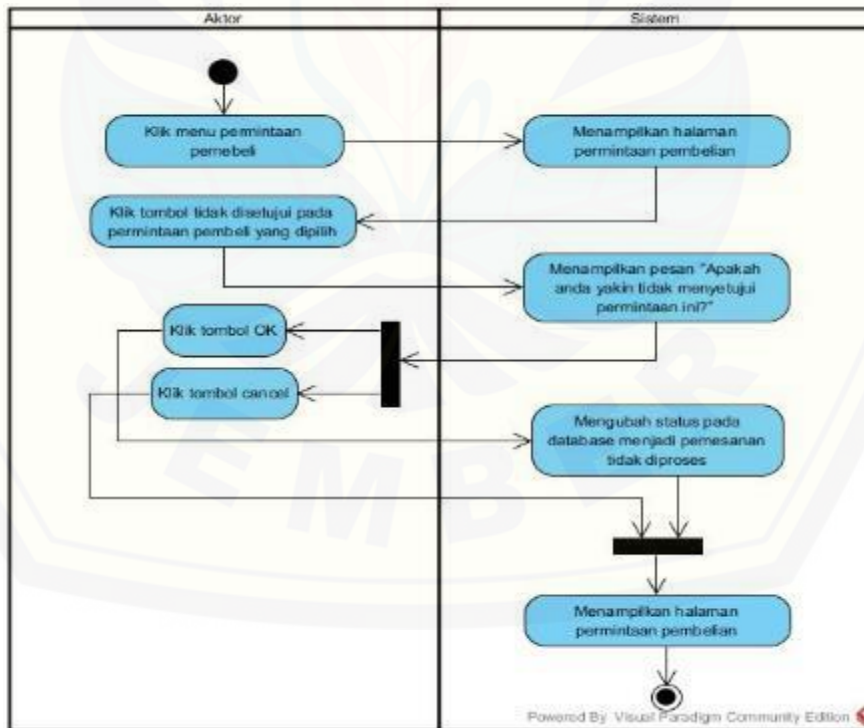 Aktor
Sistem
Klik menu permintaan
pemebeli
Menampilkan halaman
permintaan pembelian
Klik tombol tidak disetujui pada
permintaan pembeli yang dipilih
Menampilkan pesan "Apakah
anda yakin tidak menyetujui
permintaan ini?"
Klik tombol OK
Klik tombol cancel
Mengubah status pada
database menjadi pemesanan
tidak diproses
Menampilkan halaman
permintaan pembelian
Powered By Visual Paradigm Community Edition
JEMBER